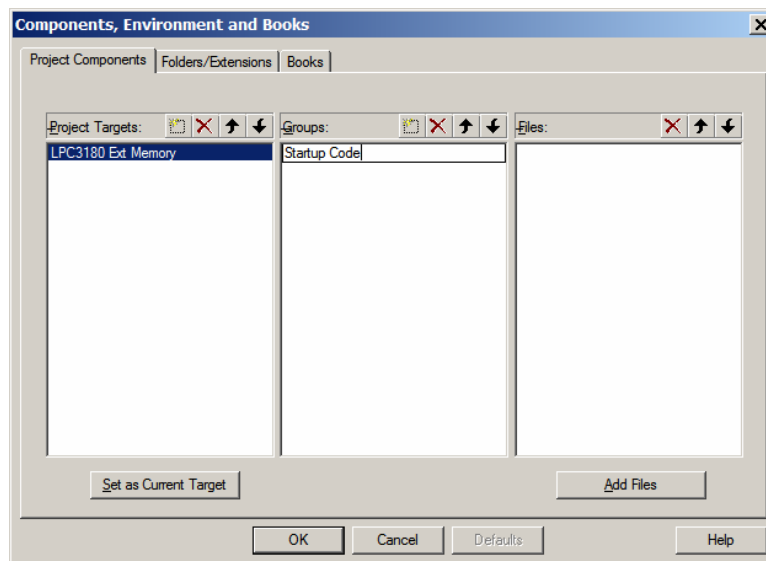 Components, Environment and Books
Project Components Folders/Extensions Books
Project Targets: Groups: Files:
LPC3180 Ext Memory Startup Code
Set as Current Target Add Files
OK Cancel Defaults Help